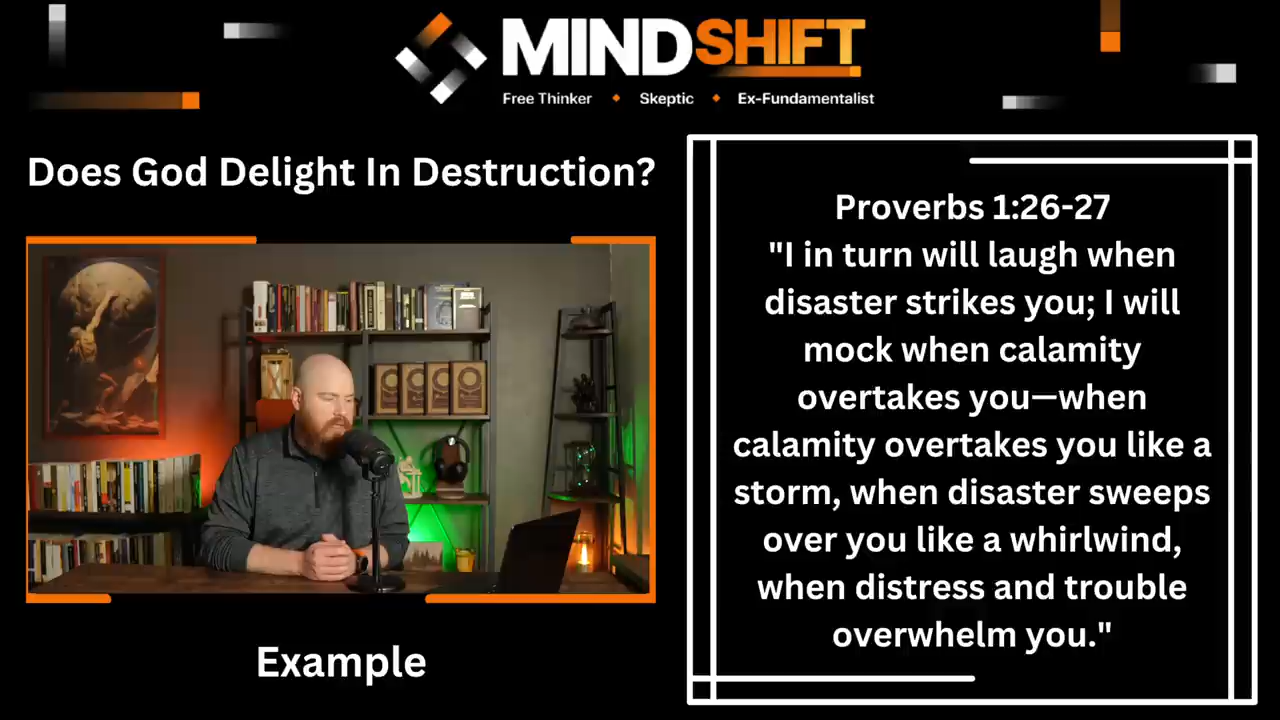 MINDSHIFT
Free Thinker ◆ Skeptic ◆ Ex-Fundamentalist
Does God Delight In Destruction?
Example
Proverbs 1:26-27
"I in turn will laugh when
disaster strikes you; I will
mock when calamity
overtakes you—when
calamity overtakes you like a
storm, when disaster sweeps
over you like a whirlwind,
when distress and trouble
overwhelm you."